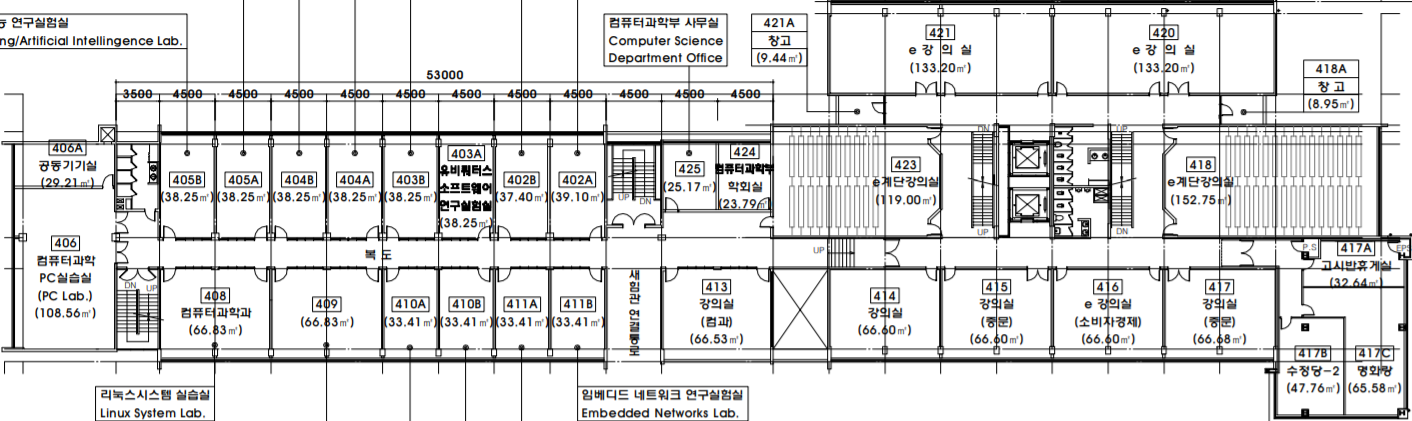 연구실험실
ng/Artificial Intellingence Lab.
컴퓨터과학부 사무실
Computer Science
Department Office
421A
창고
(9.44㎡)
421
e 강 의 실
(133.20㎡)
420
e 강 의 실
(133.20㎡)
418A
창 고
(8.95㎡)
53000
3500
4500
4500
4500
4500
4500
4500
4500
4500
4500
4500
4500
406A
공동기기실
(29.21㎡)
405B
(38.25㎡)
405A
(38.25㎡)
404B
(38.25㎡)
404A
(38.25㎡)
403B
(38.25㎡)
403A
유비쿼터스
소프트웨어
연구실험실
(38.25㎡)
402B
(37.40㎡)
402A
(39.10㎡)
UP
DN
425
(25.17㎡)
424
컴퓨터과학부
학회실
(23.79㎡)
423
e계단강의실
(119.00㎡)
DN
UP
UP
DN
418
e계단강의실
(152.75㎡)
406
컴퓨터과학
PC실습실
(PC Lab.)
(108.56㎡)
DN
UP
복 도
UP
P.S
EPS
408
컴퓨터과학과
(66.83㎡)
409
(66.83㎡)
410A
(33.41㎡)
410B
(33.41㎡)
411A
(33.41㎡)
411B
(33.41㎡)
새힘관 연결통로
413
강의실
(컴과)
(66.53㎡)
414
강의실
(66.60㎡)
415
강의실
(중문)
(66.60㎡)
416
e 강의실
(소비자경제)
(66.60㎡)
417
강의실
(중문)
(66.68㎡)
417A
고시반휴게실
(32.64㎡)
417B
수정당-2
(47.76㎡)
417C
명화랑
(65.58㎡)
리눅스시스템 실습실
Linux System Lab.
임베디드 네트워크 연구실험실
Embedded Networks Lab.